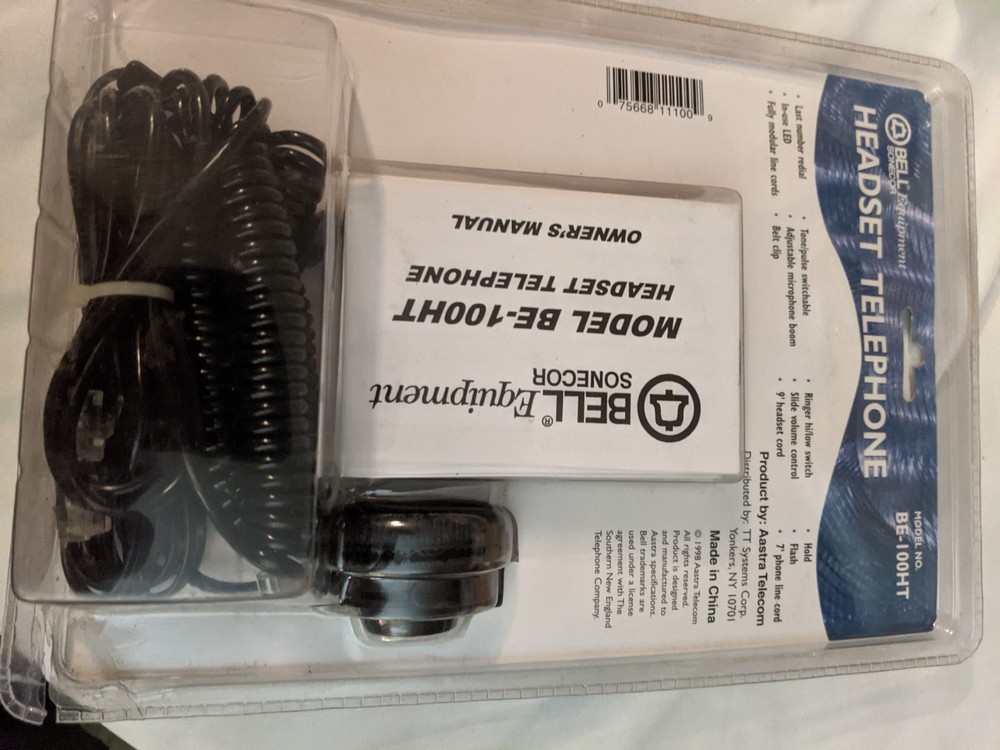 BELL Equipment
SONECOR
HEADSET TELEPHONE
MODEL NO.
BE-100HT
• Last number redial
• In-use LED
• Fully modular line cords
• Tone/pulse switchable
• Adjustable microphone boom
• Belt clip
• Ringer hi/low switch
• Slide volume control
• 9' headset cord
• Hold
• Flash
• 7' phone line cord
Product by: Aastra Telecom
Distributed by: TT Systems Corp.
Yonkers, NY 10701
Made in China
© 1998 Aastra Telecom
All rights reserved.
Product is designed
and manufactured to
Aastra specifications.
Bell trademarks are
used under a license
agreement with The
Southern New England
Telephone Company.
0 75668 11100 9
BELL® Equipment
SONECOR
MODEL BE-100HT
HEADSET TELEPHONE
OWNER'S MANUAL